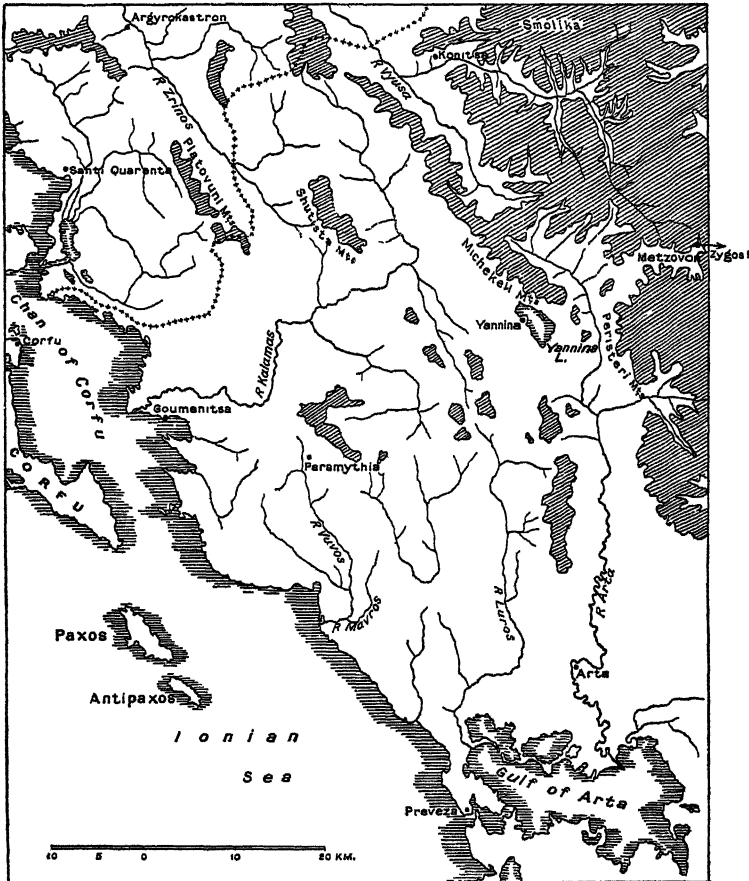 Argyrokastron
Smolika
Konitsa
R Vyusa
R Zrinos
Platovuni Mts
Santi Quaranta
Shutista Mts
Metzovon
Zygos
Michekeli Mts
Yannina
Yannina
L.
Peristeri Mts
Chan of Corfu
Corfu
R Kalamas
Goumenitsa
CORFU
Paramythia
R Vuvos
R Mavros
R Luros
R Arta
Paxos
Antipaxos
Arta
Ionian
Sea
Gulf of Arta
Preveza
10 5 0 10 20 KM.